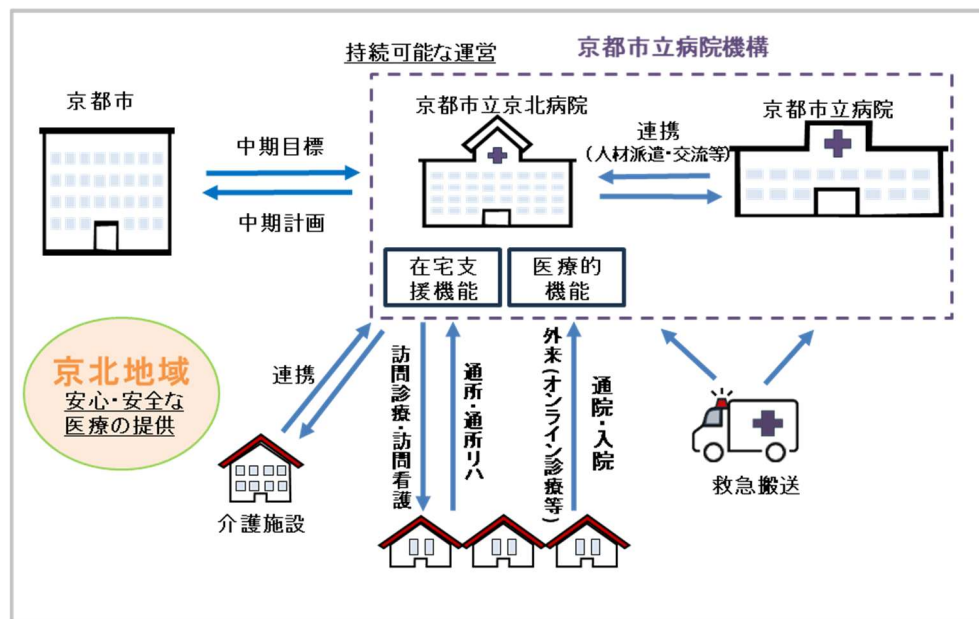 持続可能な運営
京都市立病院機構
京都市
京都市立京北病院
京都市立病院
中期目標
中期計画
連携
(人材派遣・交流等)
在宅支
援機能
医療的
機能
京北地域
安心・安全な
医療の提供
連携
訪問診療・訪問看護
通所・通所リハ
外来(オンライン診療等)
通院・入院
介護施設
救急搬送